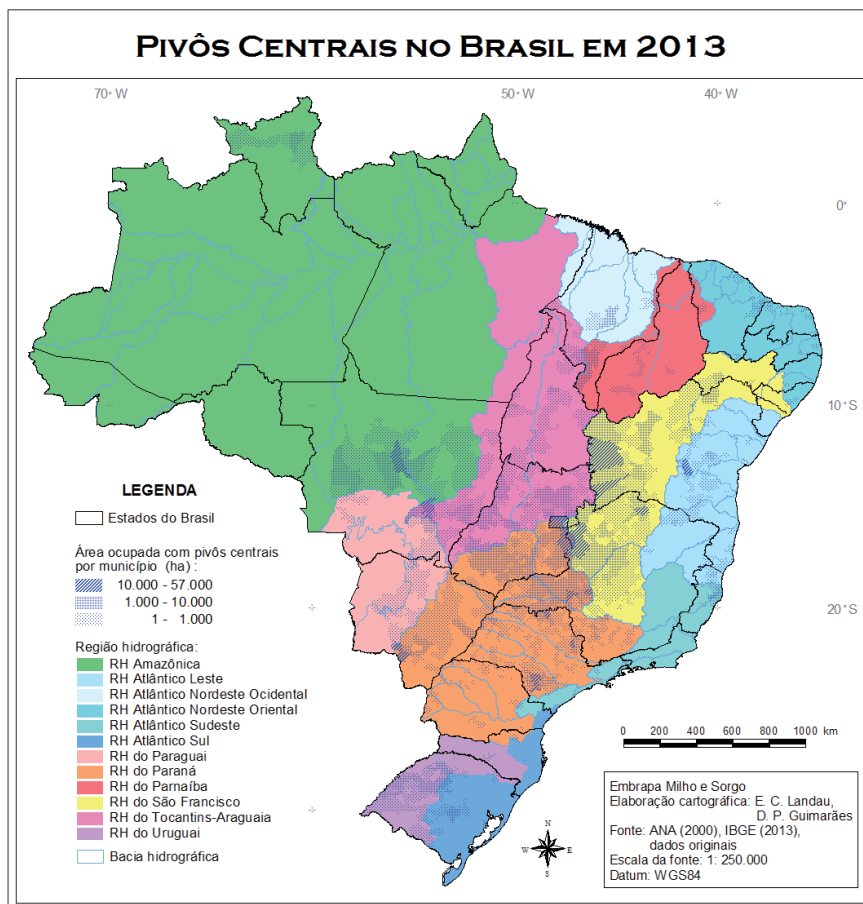 PIVÔS CENTRAIS NO BRASIL EM 2013
70° W
50° W
40° W
0°
10° S
20° S
LEGENDA
Estados do Brasil
Área ocupada com pivôs centrais
por município (ha) :
10.000 - 57.000
1.000 - 10.000
1 - 1.000
Região hidrográfica:
RH Amazônica
RH Atlântico Leste
RH Atlântico Nordeste Ocidental
RH Atlântico Nordeste Oriental
RH Atlântico Sudeste
RH Atlântico Sul
RH do Paraguai
RH do Paraná
RH do Parnaíba
RH do São Francisco
RH do Tocantins-Araguaia
RH do Uruguai
Bacia hidrográfica
0 200 400 600 800 1000 km
N
W E
S
Embrapa Milho e Sorgo
Elaboração cartográfica: E. C. Landau,
D. P. Guimarães
Fonte: ANA (2000), IBGE (2013),
dados originais
Escala da fonte: 1: 250.000
Datum: WGS84